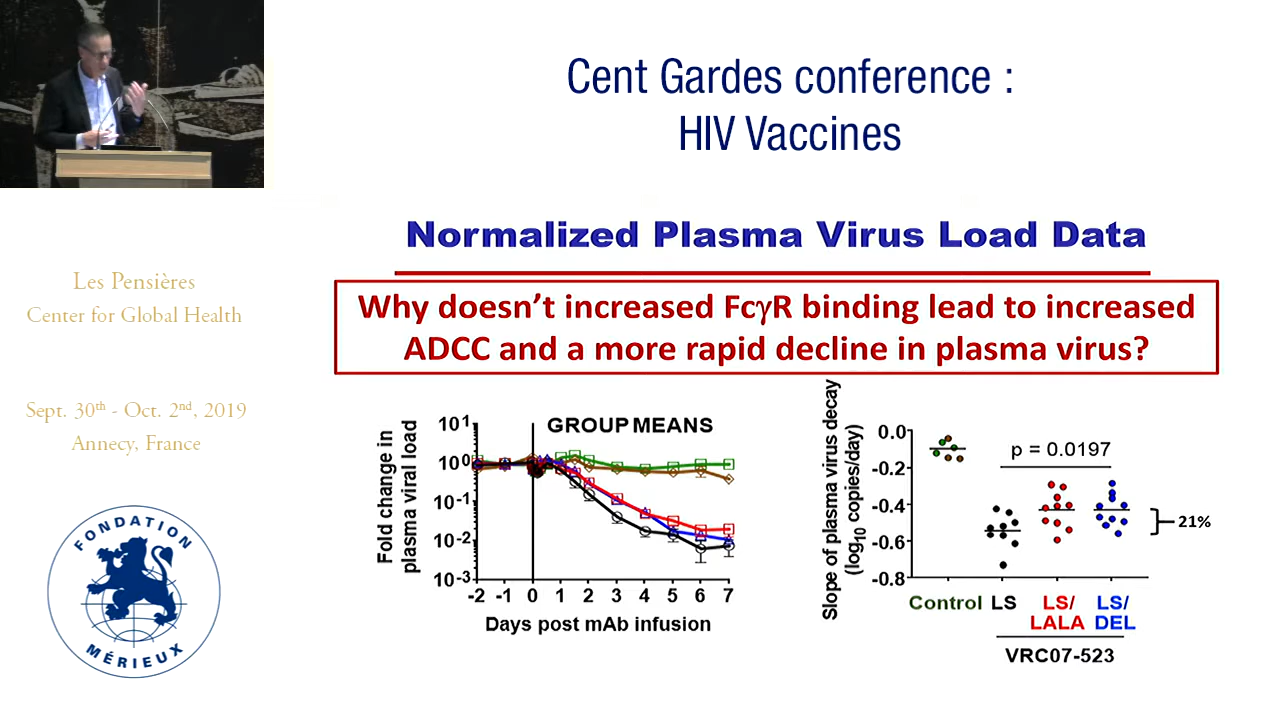 Cent Gardes conference :
HIV Vaccines
Les Pensières
Center for Global Health
Sept. 30th - Oct. 2nd, 2019
Annecy, France
FONDATION
MÉRIEUX
Normalized Plasma Virus Load Data
Why doesn't increased FcγR binding lead to increased
ADCC and a more rapid decline in plasma virus?
GROUP MEANS
Fold change in
plasma viral load
10¹
10⁰
10⁻¹
10⁻²
10⁻³
-2 -1 0 1 2 3 4 5 6 7
Days post mAb infusion
Slope of plasma virus decay
(log₁₀ copies/day)
0.0
-0.2
-0.4
-0.6
-0.8
p = 0.0197
21%
Control LS LS/ LS/
LALA DEL
VRC07-523